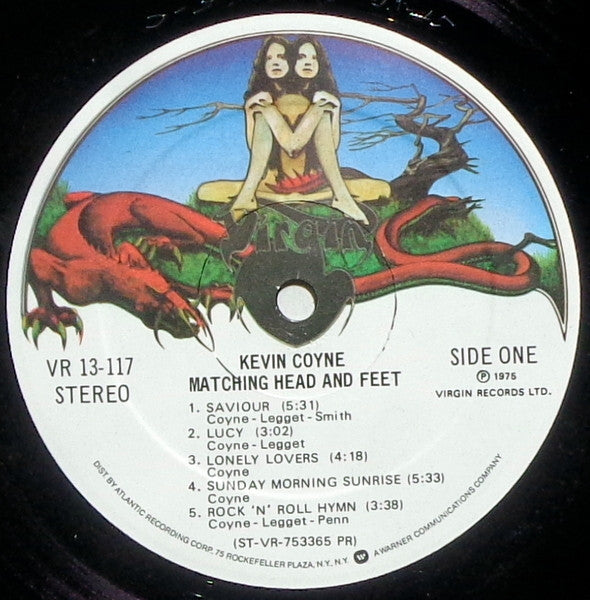 Virgin
VR 13-117
STEREO
KEVIN COYNE
MATCHING HEAD AND FEET
SIDE ONE
Ⓟ 1975
VIRGIN RECORDS LTD.
1. SAVIOUR (5:31)
Coyne-Legget-Smith
2. LUCY (3:02)
Coyne-Legget
3. LONELY LOVERS (4:18)
Coyne
4. SUNDAY MORNING SUNRISE (5:33)
Coyne
5. ROCK 'N' ROLL HYMN (3:38)
Coyne-Legget-Penn
(ST-VR-753365 PR)
DIST BY ATLANTIC RECORDING CORP. 75 ROCKEFELLER PLAZA, N.Y. N.Y. W A WARNER COMMUNICATIONS COMPANY